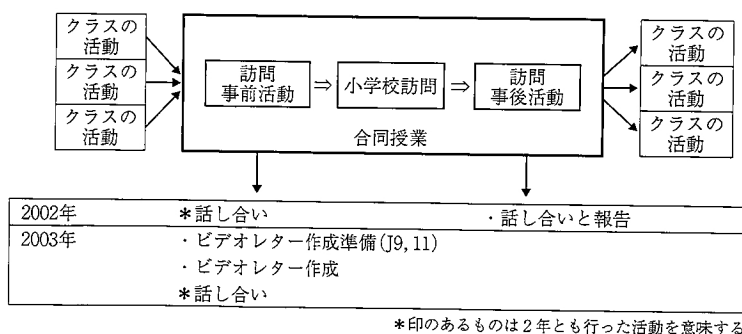 クラスの
活動
クラスの
活動
クラスの
活動
訪問
事前活動
⇒
小学校訪問
⇒
訪問
事後活動
合同授業
クラスの
活動
クラスの
活動
クラスの
活動
2002年 *話し合い ・話し合いと報告
2003年 ・ビデオレター作成準備(J9,11)
・ビデオレター作成
*話し合い
*印のあるものは2年とも行った活動を意味する